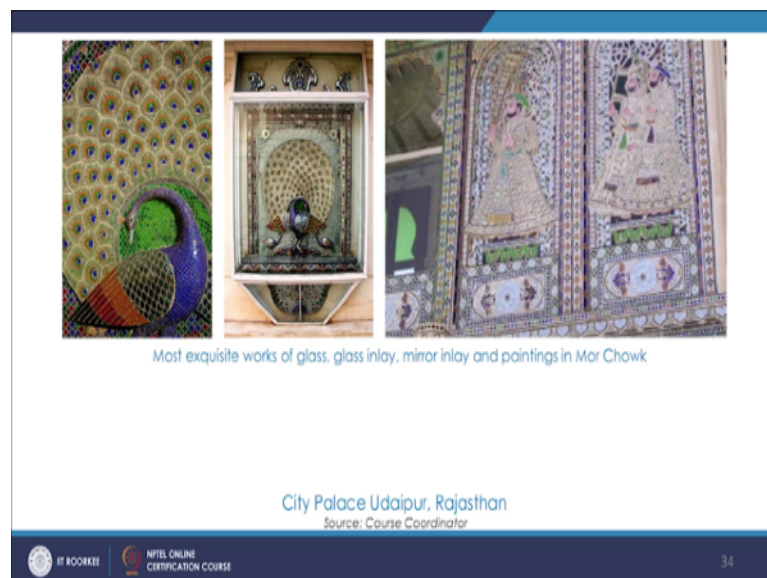 Most exquisite works of glass, glass inlay, mirror inlay and paintings in Mor Chowk
City Palace Udaipur, Rajasthan
Source: Course Coordinator
IIT ROORKEE
NPTEL ONLINE
CERTIFICATION COURSE
34